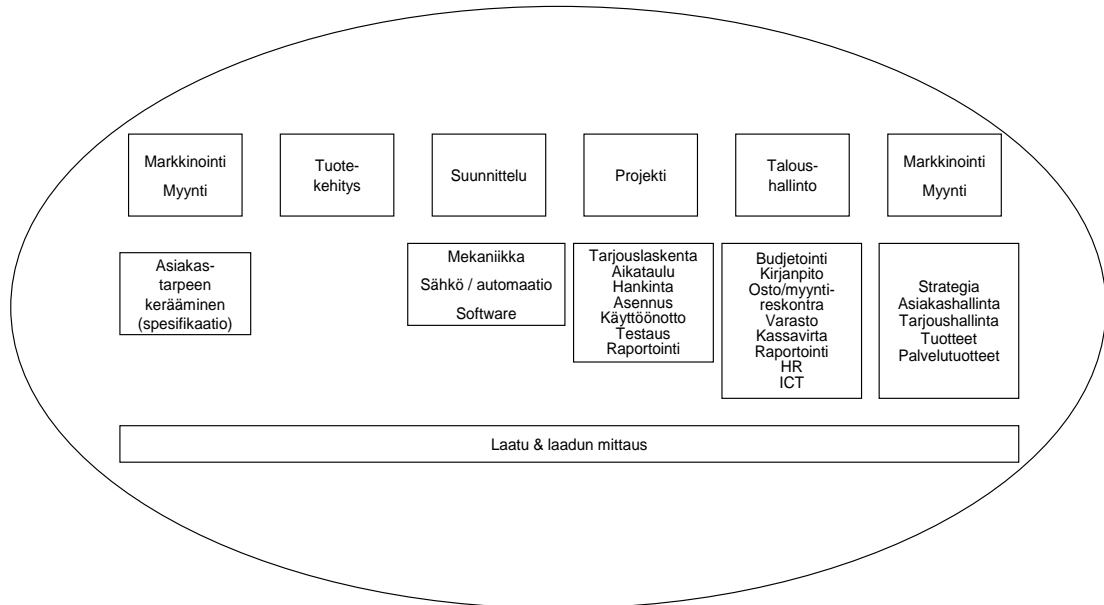 Markkinointi
Myynti
Tuote-
kehitys
Suunnittelu
Projekti
Talous-
hallinto
Markkinointi
Myynti
Asiakas-
tarpeen
kerääminen
(spesifikaatio)
Mekaniikka
Sähkö / automaatio
Software
Tarjouslaskenta
Aikataulu
Hankinta
Asennus
Käyttöönotto
Testaus
Raportointi
Budjetointi
Kirjanpito
Osto/myynti-
reskontra
Varasto
Kassavirta
Raportointi
HR
ICT
Strategia
Asiakashallinta
Tarjoushallinta
Tuotteet
Palvelutuotteet
Laatu & laadun mittaus